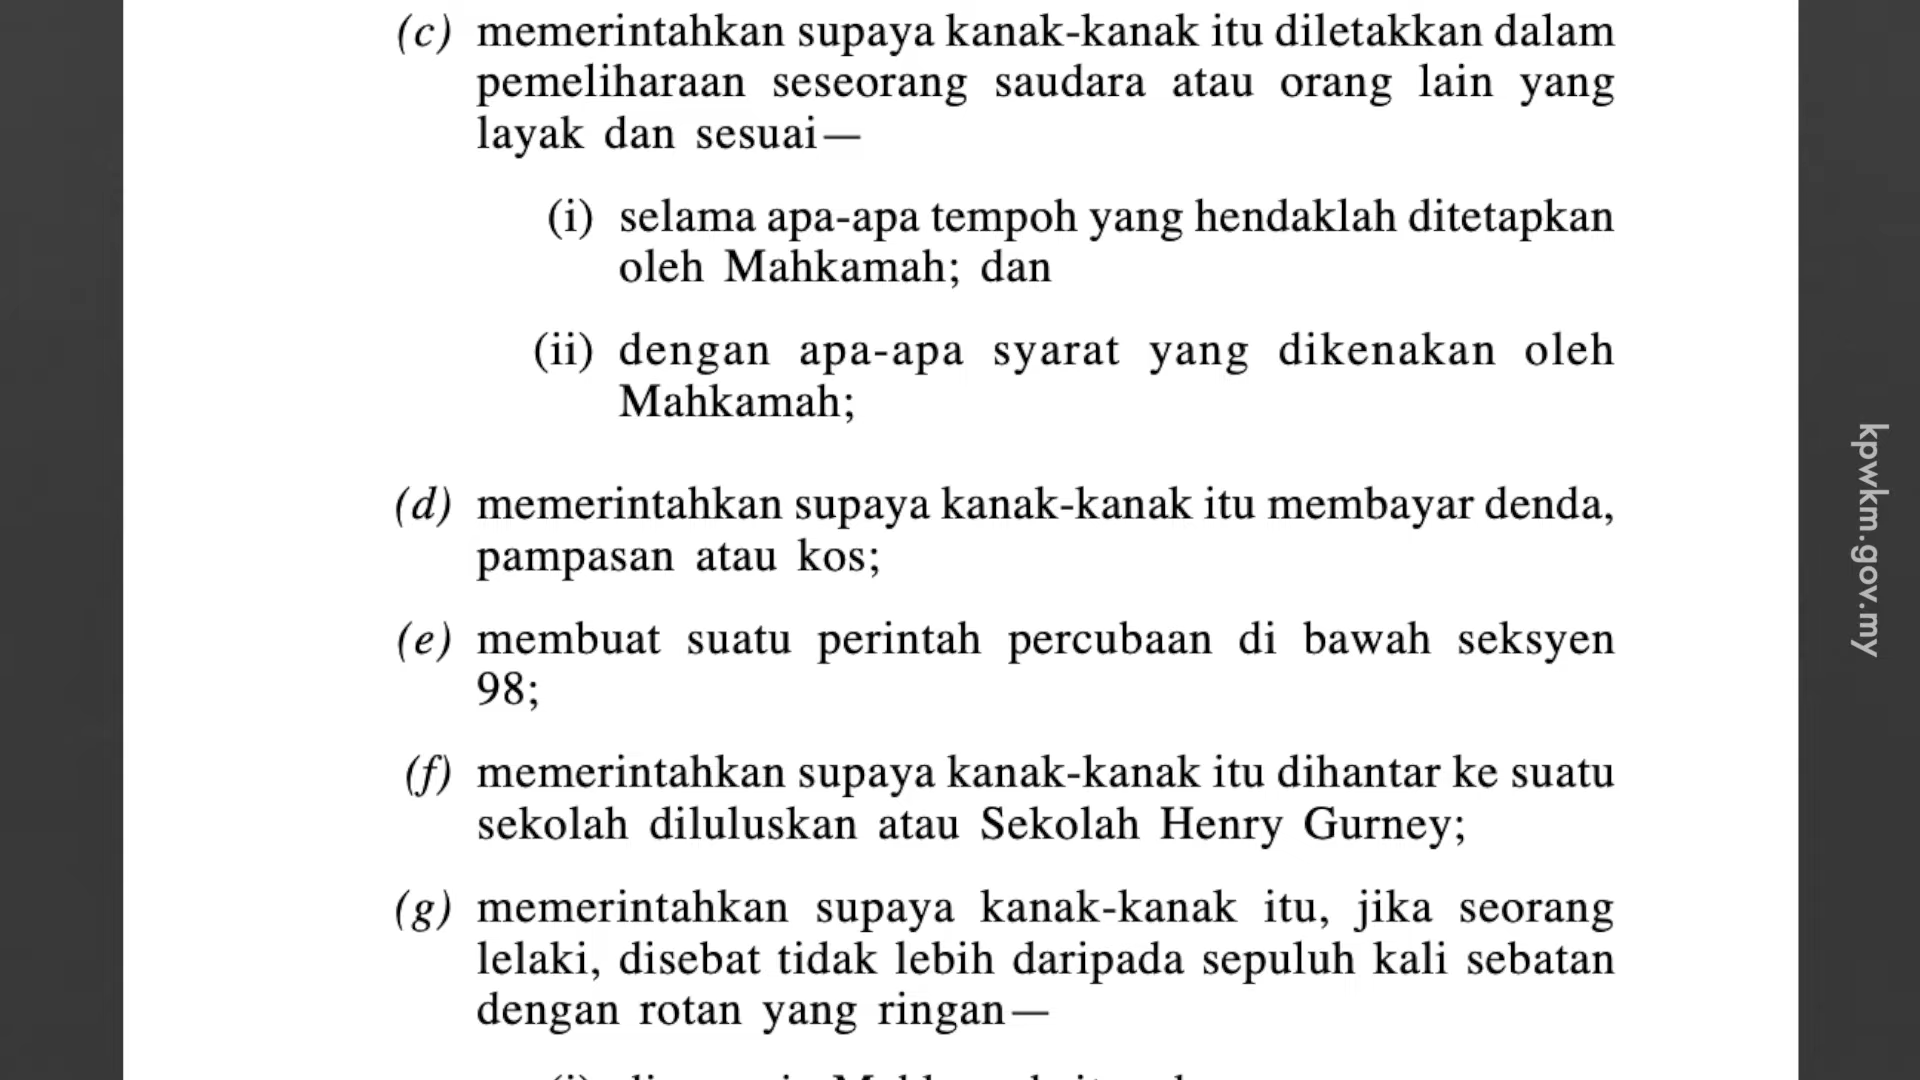 (c) memerintahkan supaya kanak-kanak itu diletakkan dalam
pemeliharaan seseorang saudara atau orang lain yang
layak dan sesuai—
(i) selama apa-apa tempoh yang hendaklah ditetapkan
oleh Mahkamah; dan
(ii) dengan apa-apa syarat yang dikenakan oleh
Mahkamah;
(d) memerintahkan supaya kanak-kanak itu membayar denda,
pampasan atau kos;
(e) membuat suatu perintah percubaan di bawah seksyen
98;
(f) memerintahkan supaya kanak-kanak itu dihantar ke suatu
sekolah diluluskan atau Sekolah Henry Gurney;
(g) memerintahkan supaya kanak-kanak itu, jika seorang
lelaki, disebat tidak lebih daripada sepuluh kali sebatan
dengan rotan yang ringan—
kpwkm.gov.my